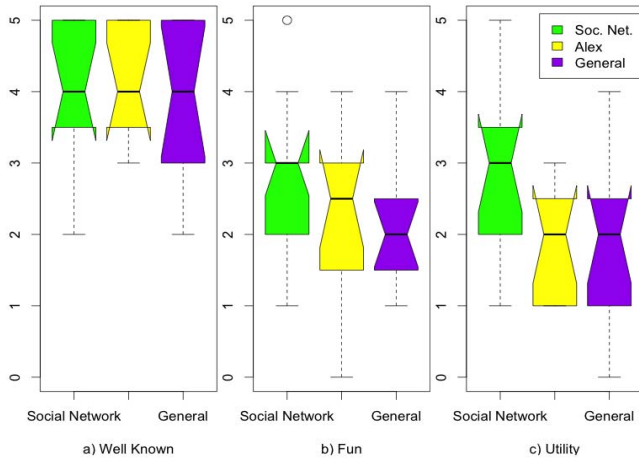 Soc. Net.
Alex
General
5
4
3
2
1
0
5
4
3
2
1
0
5
4
3
2
1
0
Social Network General
Social Network General
Social Network General
a) Well Known
b) Fun
c) Utility